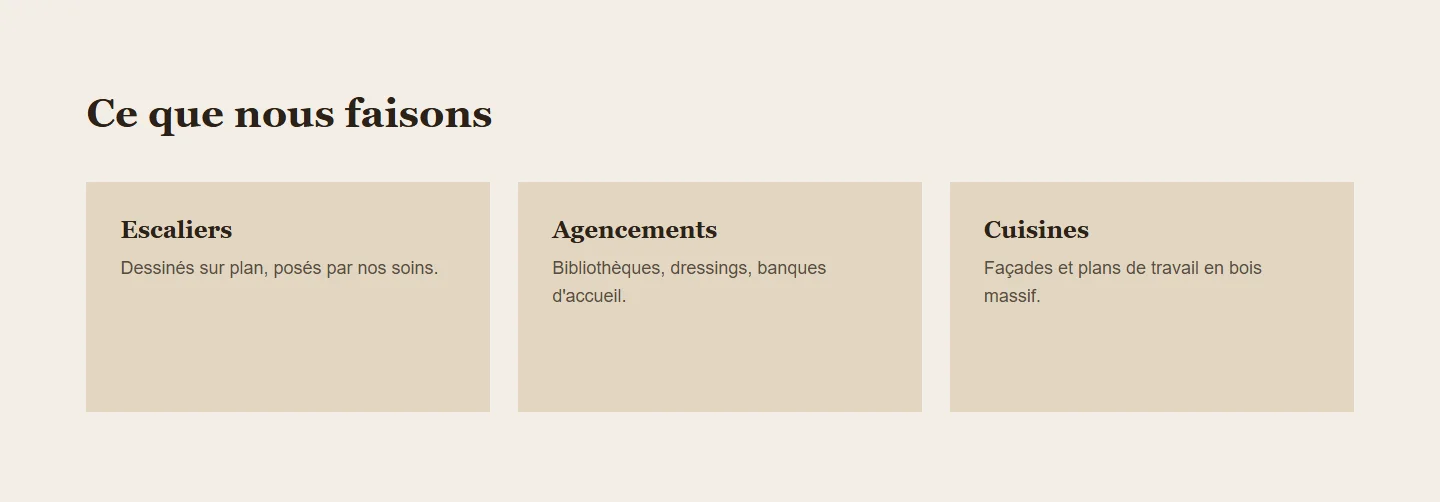 Ce que nous faisons
Escaliers
Dessinés sur plan, posés par nos soins.
Agencements
Bibliothèques, dressings, banques
d'accueil.
Cuisines
Façades et plans de travail en bois
massif.